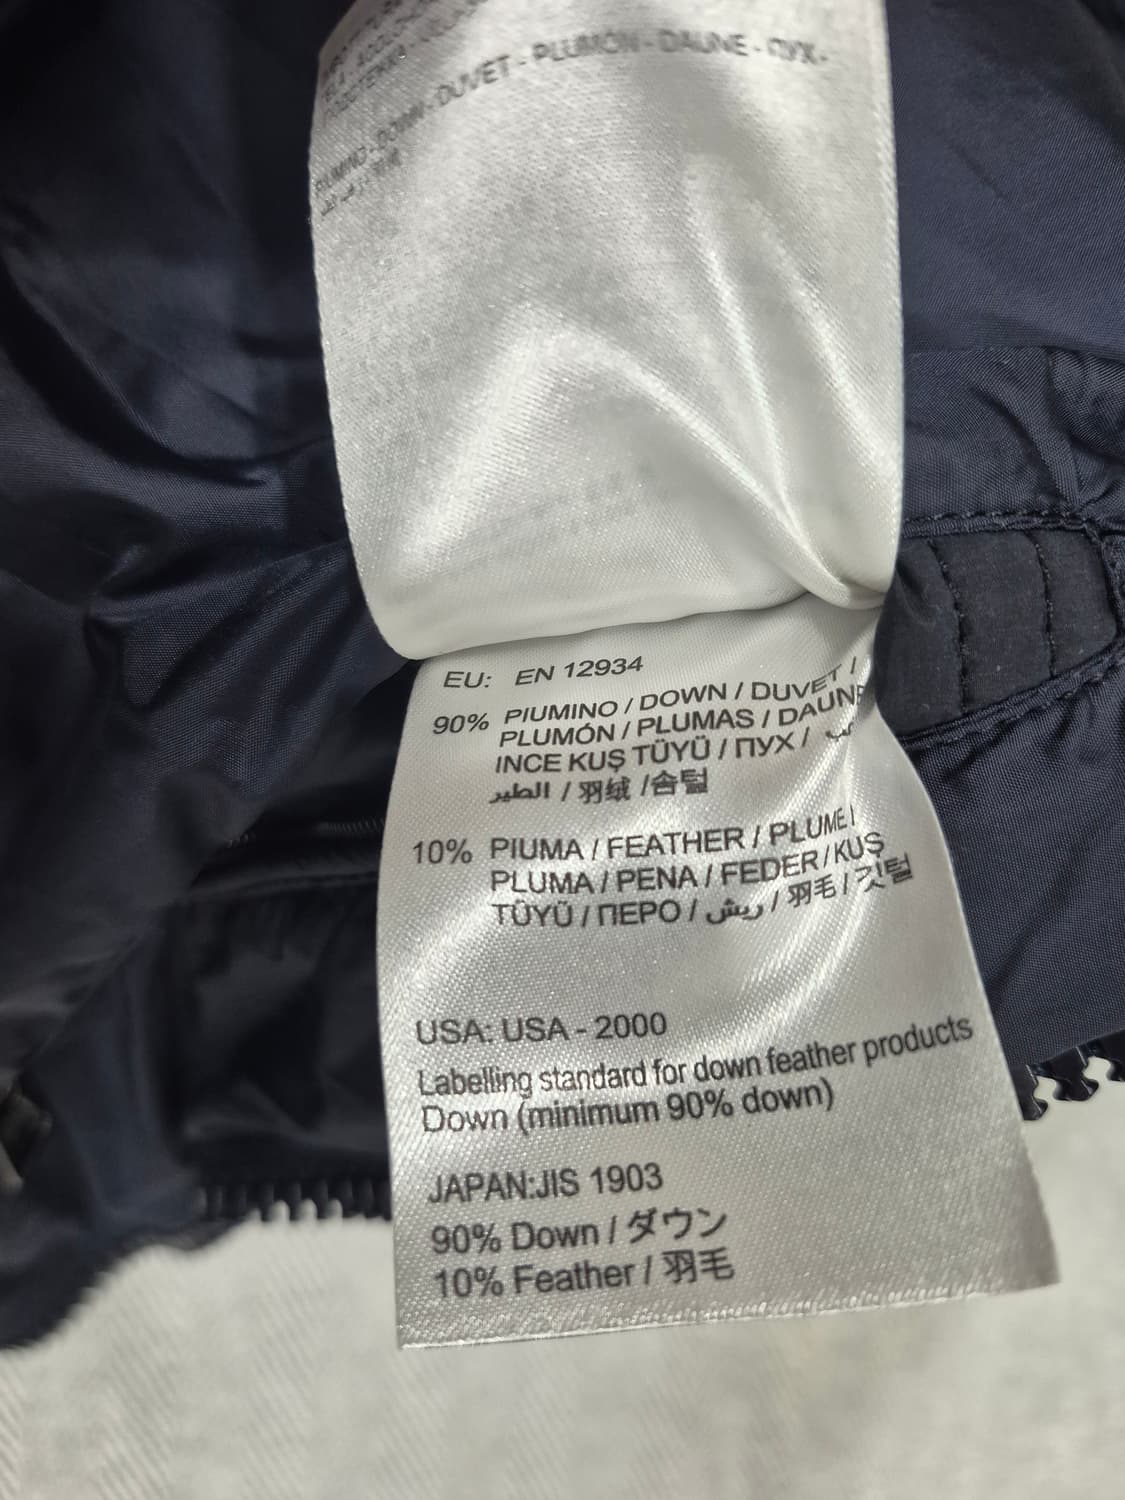 DUVET - PLUMÓN - DAUNE - ПУХ -
PIUMINO - DOWN -
EU: EN 12934
90% PIUMINO / DOWN / DUVET /
PLUMÓN / PLUMAS / DAUNE
INCE KUŞ TÜYÜ / ПУХ /
الطير / 羽绒 / 솜털
10% PIUMA / FEATHER / PLUME /
PLUMA / PENA / FEDER / KUŞ
TÜYÜ / ПЕРО / ريش / 羽毛 / 깃털
USA: USA - 2000
Labelling standard for down feather products
Down (minimum 90% down)
JAPAN:JIS 1903
90% Down / ダウン
10% Feather / 羽毛